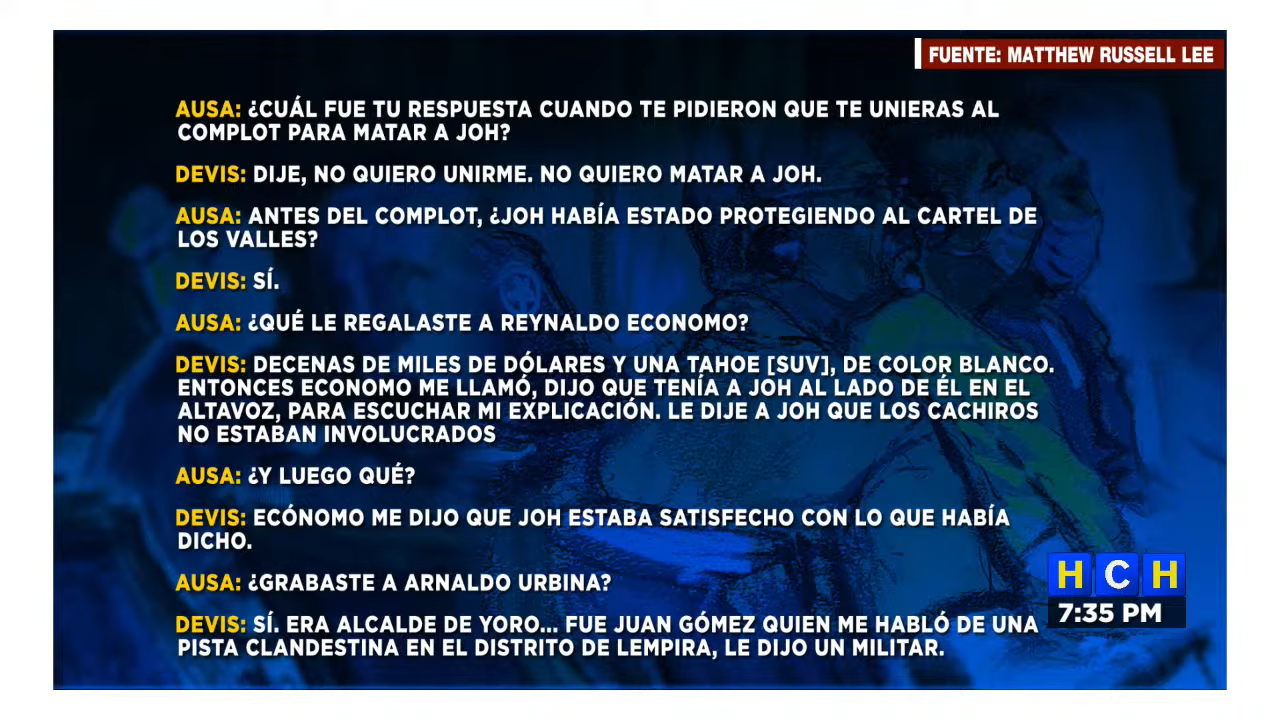 FUENTE: MATTHEW RUSSELL LEE
AUSA: ¿CUÁL FUE TU RESPUESTA CUANDO TE PIDIERON QUE TE UNIERAS AL
COMPLOT PARA MATAR A JOH?
DEVIS: DIJE, NO QUIERO UNIRME. NO QUIERO MATAR A JOH.
AUSA: ANTES DEL COMPLOT, ¿JOH HABÍA ESTADO PROTEGIENDO AL CARTEL DE
LOS VALLES?
DEVIS: SÍ.
AUSA: ¿QUÉ LE REGALASTE A REYNALDO ECONOMO?
DEVIS: DECENAS DE MILES DE DÓLARES Y UNA TAHOE [SUV], DE COLOR BLANCO.
ENTONCES ECONOMO ME LLAMÓ, DIJO QUE TENÍA A JOH AL LADO DE ÉL EN EL
ALTAVOZ, PARA ESCUCHAR MI EXPLICACIÓN. LE DIJE A JOH QUE LOS CACHIROS
NO ESTABAN INVOLUCRADOS
AUSA: ¿Y LUEGO QUÉ?
DEVIS: ECÓNOMO ME DIJO QUE JOH ESTABA SATISFECHO CON LO QUE HABÍA
DICHO.
AUSA: ¿GRABASTE A ARNALDO URBINA?
DEVIS: SÍ. ERA ALCALDE DE YORO... FUE JUAN GÓMEZ QUIEN ME HABLÓ DE UNA
PISTA CLANDESTINA EN EL DISTRITO DE LEMPIRA, LE DIJO UN MILITAR.
HCH
7:35 PM